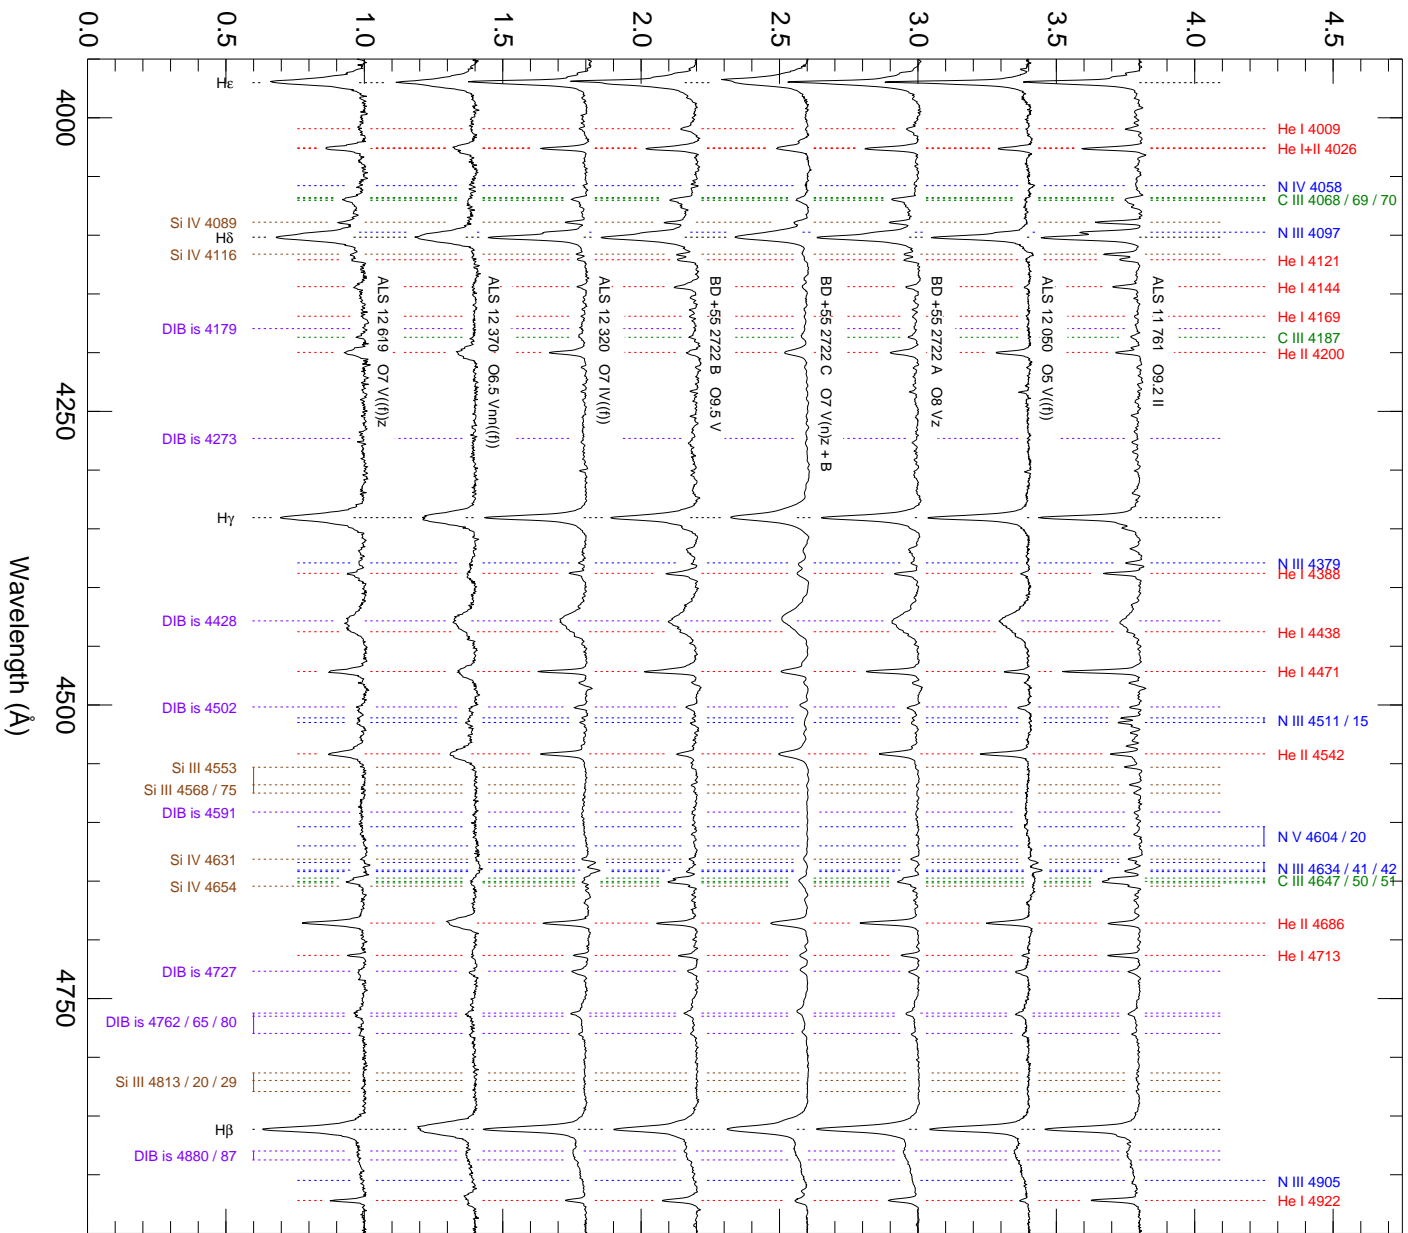 0.0
0.5
1.0
1.5
2.0
2.5
3.0
3.5
4.0
4.5
4000
4250
4500
4750
Wavelength (Å)
Hε
Si IV 4089
Hδ
Si IV 4116
DIB is 4179
DIB is 4273
Hγ
DIB is 4428
DIB is 4502
Si III 4553
Si III 4568 / 75
DIB is 4591
Si IV 4631
Si IV 4654
DIB is 4727
DIB is 4762 / 65 / 80
Si III 4813 / 20 / 29
Hβ
DIB is 4880 / 87
He I 4009
He I+II 4026
N IV 4058
C III 4068 / 69 / 70
N III 4097
He I 4121
He I 4144
He I 4169
C III 4187
He II 4200
N III 4379
He I 4388
He I 4438
He I 4471
N III 4511 / 15
He II 4542
N V 4604 / 20
N III 4634 / 41 / 42
C III 4647 / 50 / 51
He II 4686
He I 4713
N III 4905
He I 4922
ALS 12 619 O7 V((f))z
ALS 12 370 O6.5 Vnn((f))
ALS 12 320 O7 IV((f))
BD +55 2722 B O9.5 V
BD +55 2722 C O7 V(n)z + B
BD +55 2722 A O8 Vz
ALS 12 050 O5 V((f))
ALS 11 761 O9.2 II